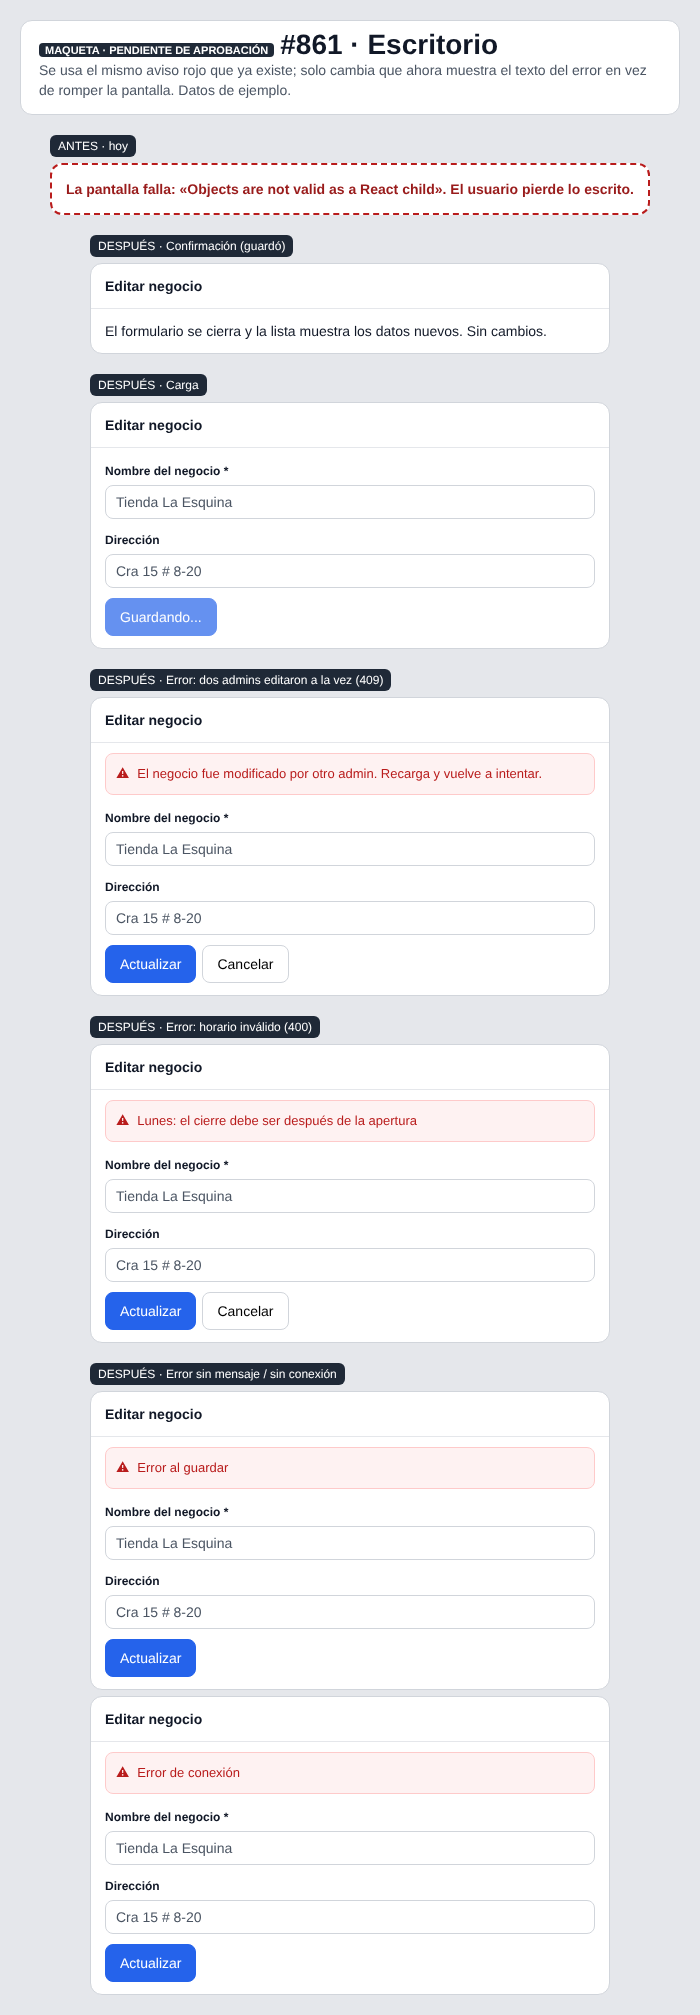 MAQUETA · PENDIENTE DE APROBACIÓN #861 · Escritorio
Se usa el mismo aviso rojo que ya existe; solo cambia que ahora muestra el texto del error en vez
de romper la pantalla. Datos de ejemplo.
ANTES · hoy
La pantalla falla: «Objects are not valid as a React child». El usuario pierde lo escrito.
DESPUÉS · Confirmación (guardó)
Editar negocio
El formulario se cierra y la lista muestra los datos nuevos. Sin cambios.
DESPUÉS · Carga
Editar negocio
Nombre del negocio *
Tienda La Esquina
Dirección
Cra 15 # 8-20
Guardando...
DESPUÉS · Error: dos admins editaron a la vez (409)
Editar negocio
El negocio fue modificado por otro admin. Recarga y vuelve a intentar.
Nombre del negocio *
Tienda La Esquina
Dirección
Cra 15 # 8-20
Actualizar Cancelar
DESPUÉS · Error: horario inválido (400)
Editar negocio
Lunes: el cierre debe ser después de la apertura
Nombre del negocio *
Tienda La Esquina
Dirección
Cra 15 # 8-20
Actualizar Cancelar
DESPUÉS · Error sin mensaje / sin conexión
Editar negocio
Error al guardar
Nombre del negocio *
Tienda La Esquina
Dirección
Cra 15 # 8-20
Actualizar
Editar negocio
Error de conexión
Nombre del negocio *
Tienda La Esquina
Dirección
Cra 15 # 8-20
Actualizar